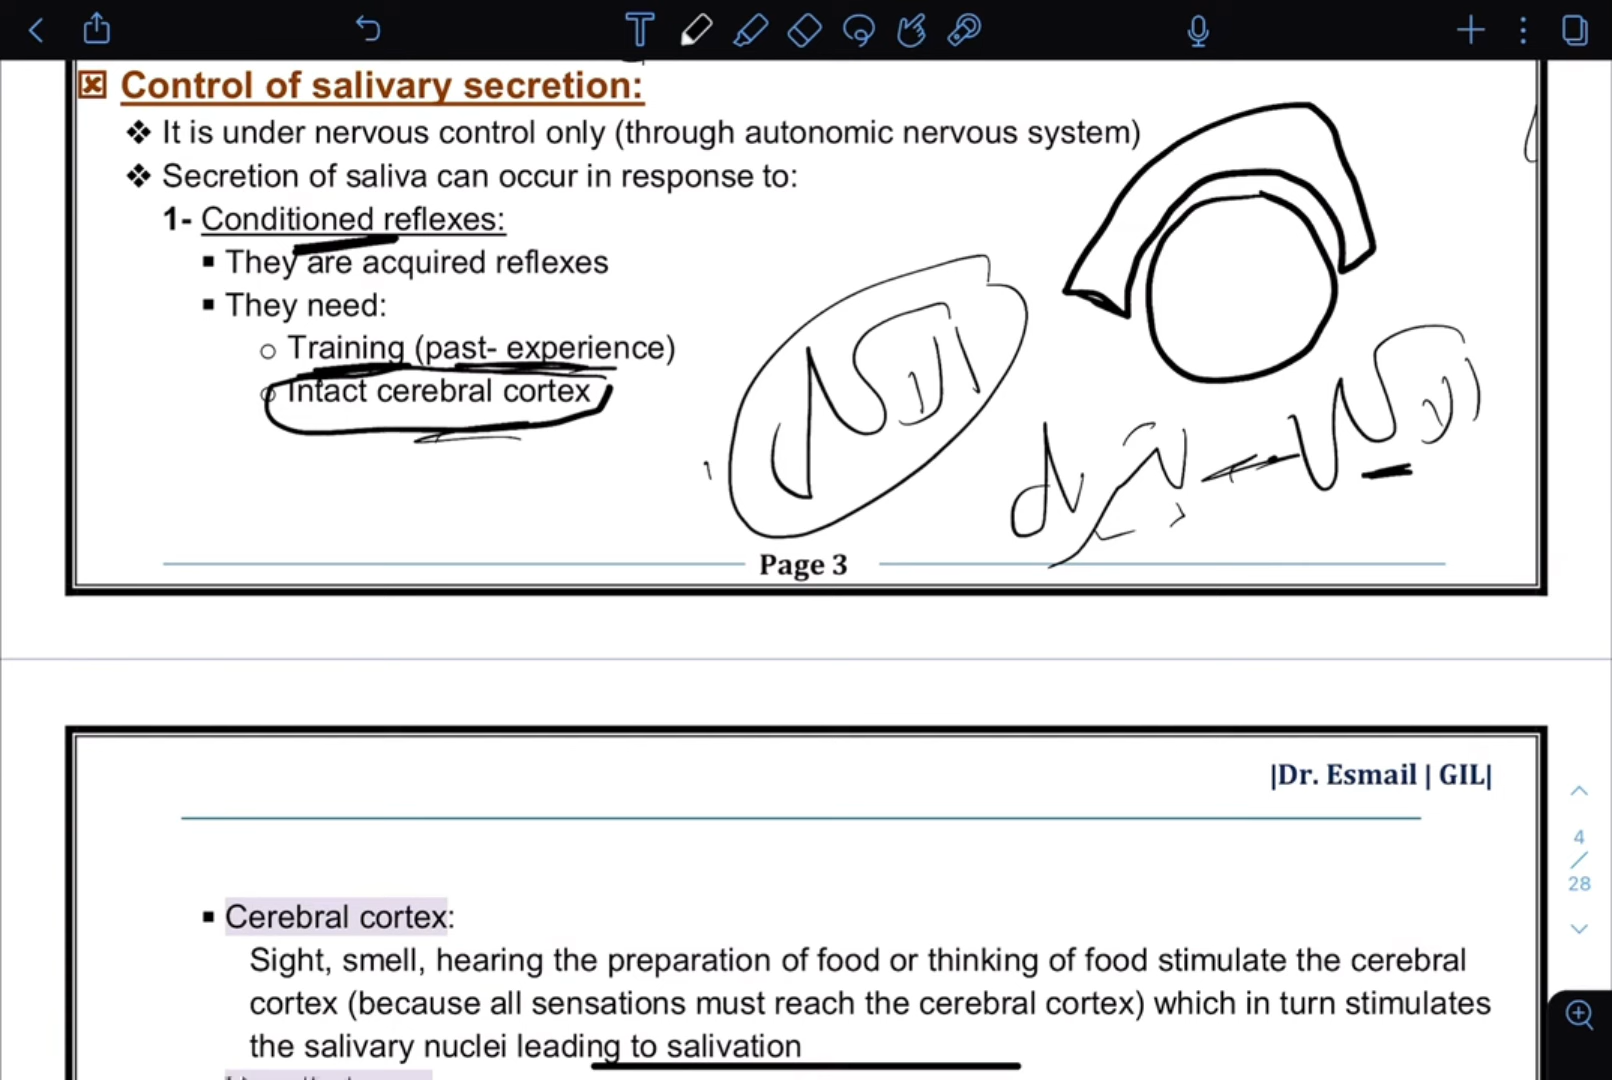 Control of salivary secretion:
❖ It is under nervous control only (through autonomic nervous system)
❖ Secretion of saliva can occur in response to:
1- Conditioned reflexes:
▪ They are acquired reflexes
▪ They need:
o Training (past- experience)
o Intact cerebral cortex
Page 3
|Dr. Esmail | GIL|
4
/
28
▪ Cerebral cortex:
Sight, smell, hearing the preparation of food or thinking of food stimulate the cerebral
cortex (because all sensations must reach the cerebral cortex) which in turn stimulates
the salivary nuclei leading to salivation